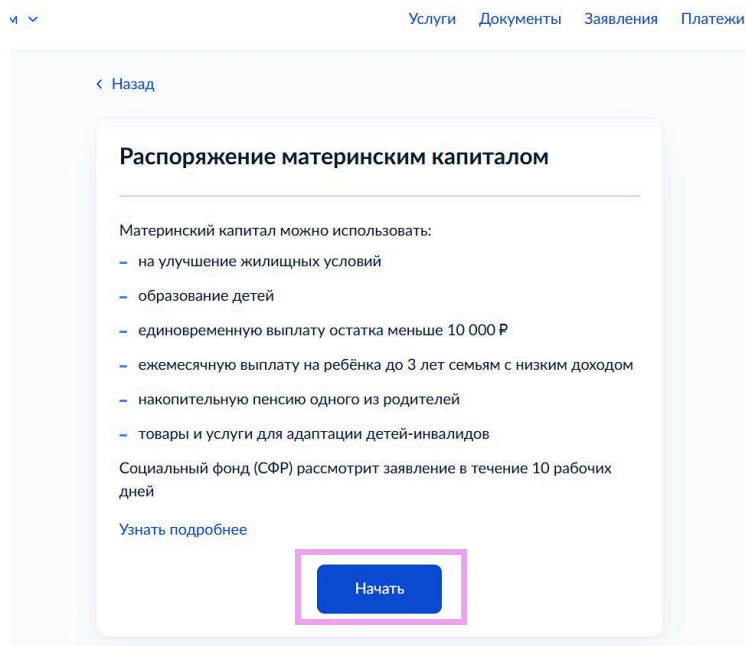 м
Услуги Документы Заявления Платежи
Назад
Распоряжение материнским капиталом
Материнский капитал можно использовать:
– на улучшение жилищных условий
– образование детей
– единовременную выплату остатка меньше 10 000 ₽
– ежемесячную выплату на ребёнка до 3 лет семьям с низким доходом
– накопительную пенсию одного из родителей
– товары и услуги для адаптации детей-инвалидов
Социальный фонд (СФР) рассмотрит заявление в течение 10 рабочих
дней
Узнать подробнее
Начать